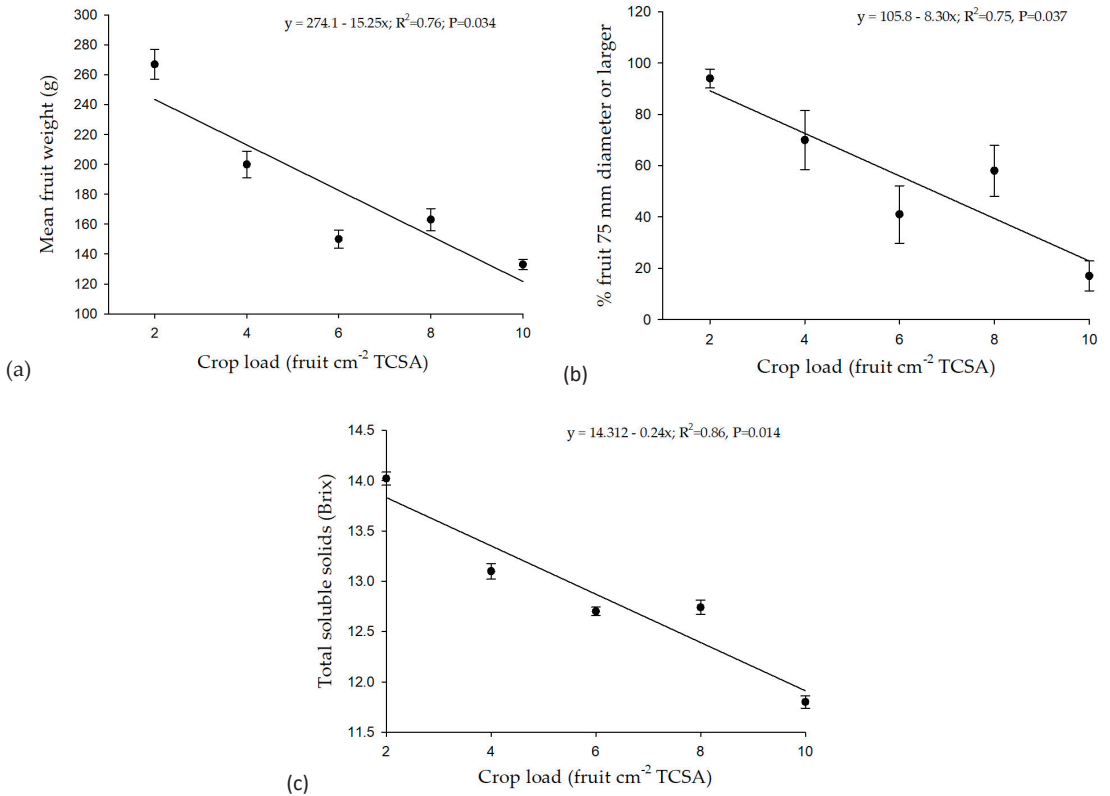 y = 274.1 - 15.25x; R²=0.76; P=0.034
Mean fruit weight (g)
300
280
260
240
220
200
180
160
140
120
100
2 4 6 8 10
Crop load (fruit cm⁻² TCSA)
(a)
y = 105.8 - 8.30x; R²=0.75, P=0.037
% fruit 75 mm diameter or larger
120
100
80
60
40
20
0
2 4 6 8 10
Crop load (fruit cm⁻² TCSA)
(b)
y = 14.312 - 0.24x; R²=0.86, P=0.014
Total soluble solids (Brix)
14.5
14.0
13.5
13.0
12.5
12.0
11.5
2 4 6 8 10
Crop load (fruit cm⁻² TCSA)
(c)